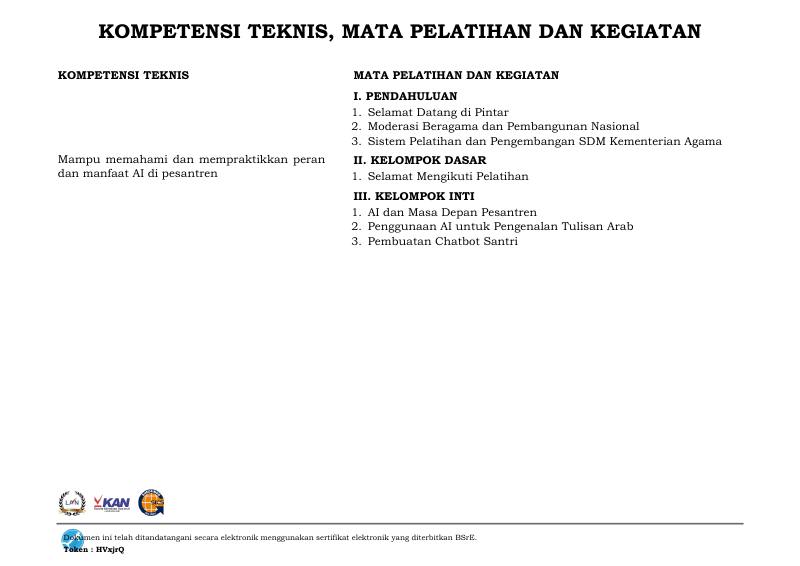 KOMPETENSI TEKNIS, MATA PELATIHAN DAN KEGIATAN
KOMPETENSI TEKNIS
Mampu memahami dan mempraktikkan peran
dan manfaat AI di pesantren
MATA PELATIHAN DAN KEGIATAN
I. PENDAHULUAN
1. Selamat Datang di Pintar
2. Moderasi Beragama dan Pembangunan Nasional
3. Sistem Pelatihan dan Pengembangan SDM Kementerian Agama
II. KELOMPOK DASAR
1. Selamat Mengikuti Pelatihan
III. KELOMPOK INTI
1. AI dan Masa Depan Pesantren
2. Penggunaan AI untuk Pengenalan Tulisan Arab
3. Pembuatan Chatbot Santri
KAN
Dokumen ini telah ditandatangani secara elektronik menggunakan sertifikat elektronik yang diterbitkan BSrE.
Token : HVxjrQ